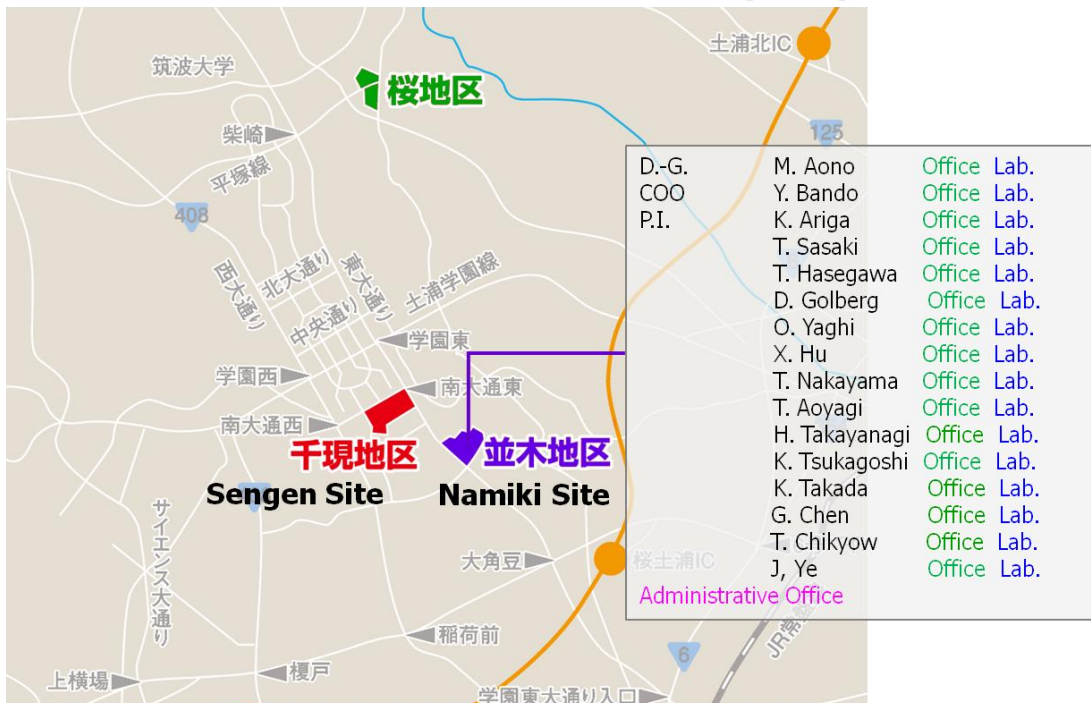 土浦北IC
筑波大学
桜地区
柴崎
125
平塚線
408
西大通り
北大通り
東大通り
土浦学園線
中央通り
学園東
学園西
南大通東
南大通西
千現地区
並木地区
Sengen Site
Namiki Site
サイエンス大通り
大角豆
桜土浦IC
稲荷前
榎戸
上横場
6
JR常
学園東大通り入口
D.-G. M. Aono Office Lab.
COO Y. Bando Office Lab.
P.I. K. Ariga Office Lab.
T. Sasaki Office Lab.
T. Hasegawa Office Lab.
D. Golberg Office Lab.
O. Yaghi Office Lab.
X. Hu Office Lab.
T. Nakayama Office Lab.
T. Aoyagi Office Lab.
H. Takayanagi Office Lab.
K. Tsukagoshi Office Lab.
K. Takada Office Lab.
G. Chen Office Lab.
T. Chikyow Office Lab.
J, Ye Office Lab.
Administrative Office